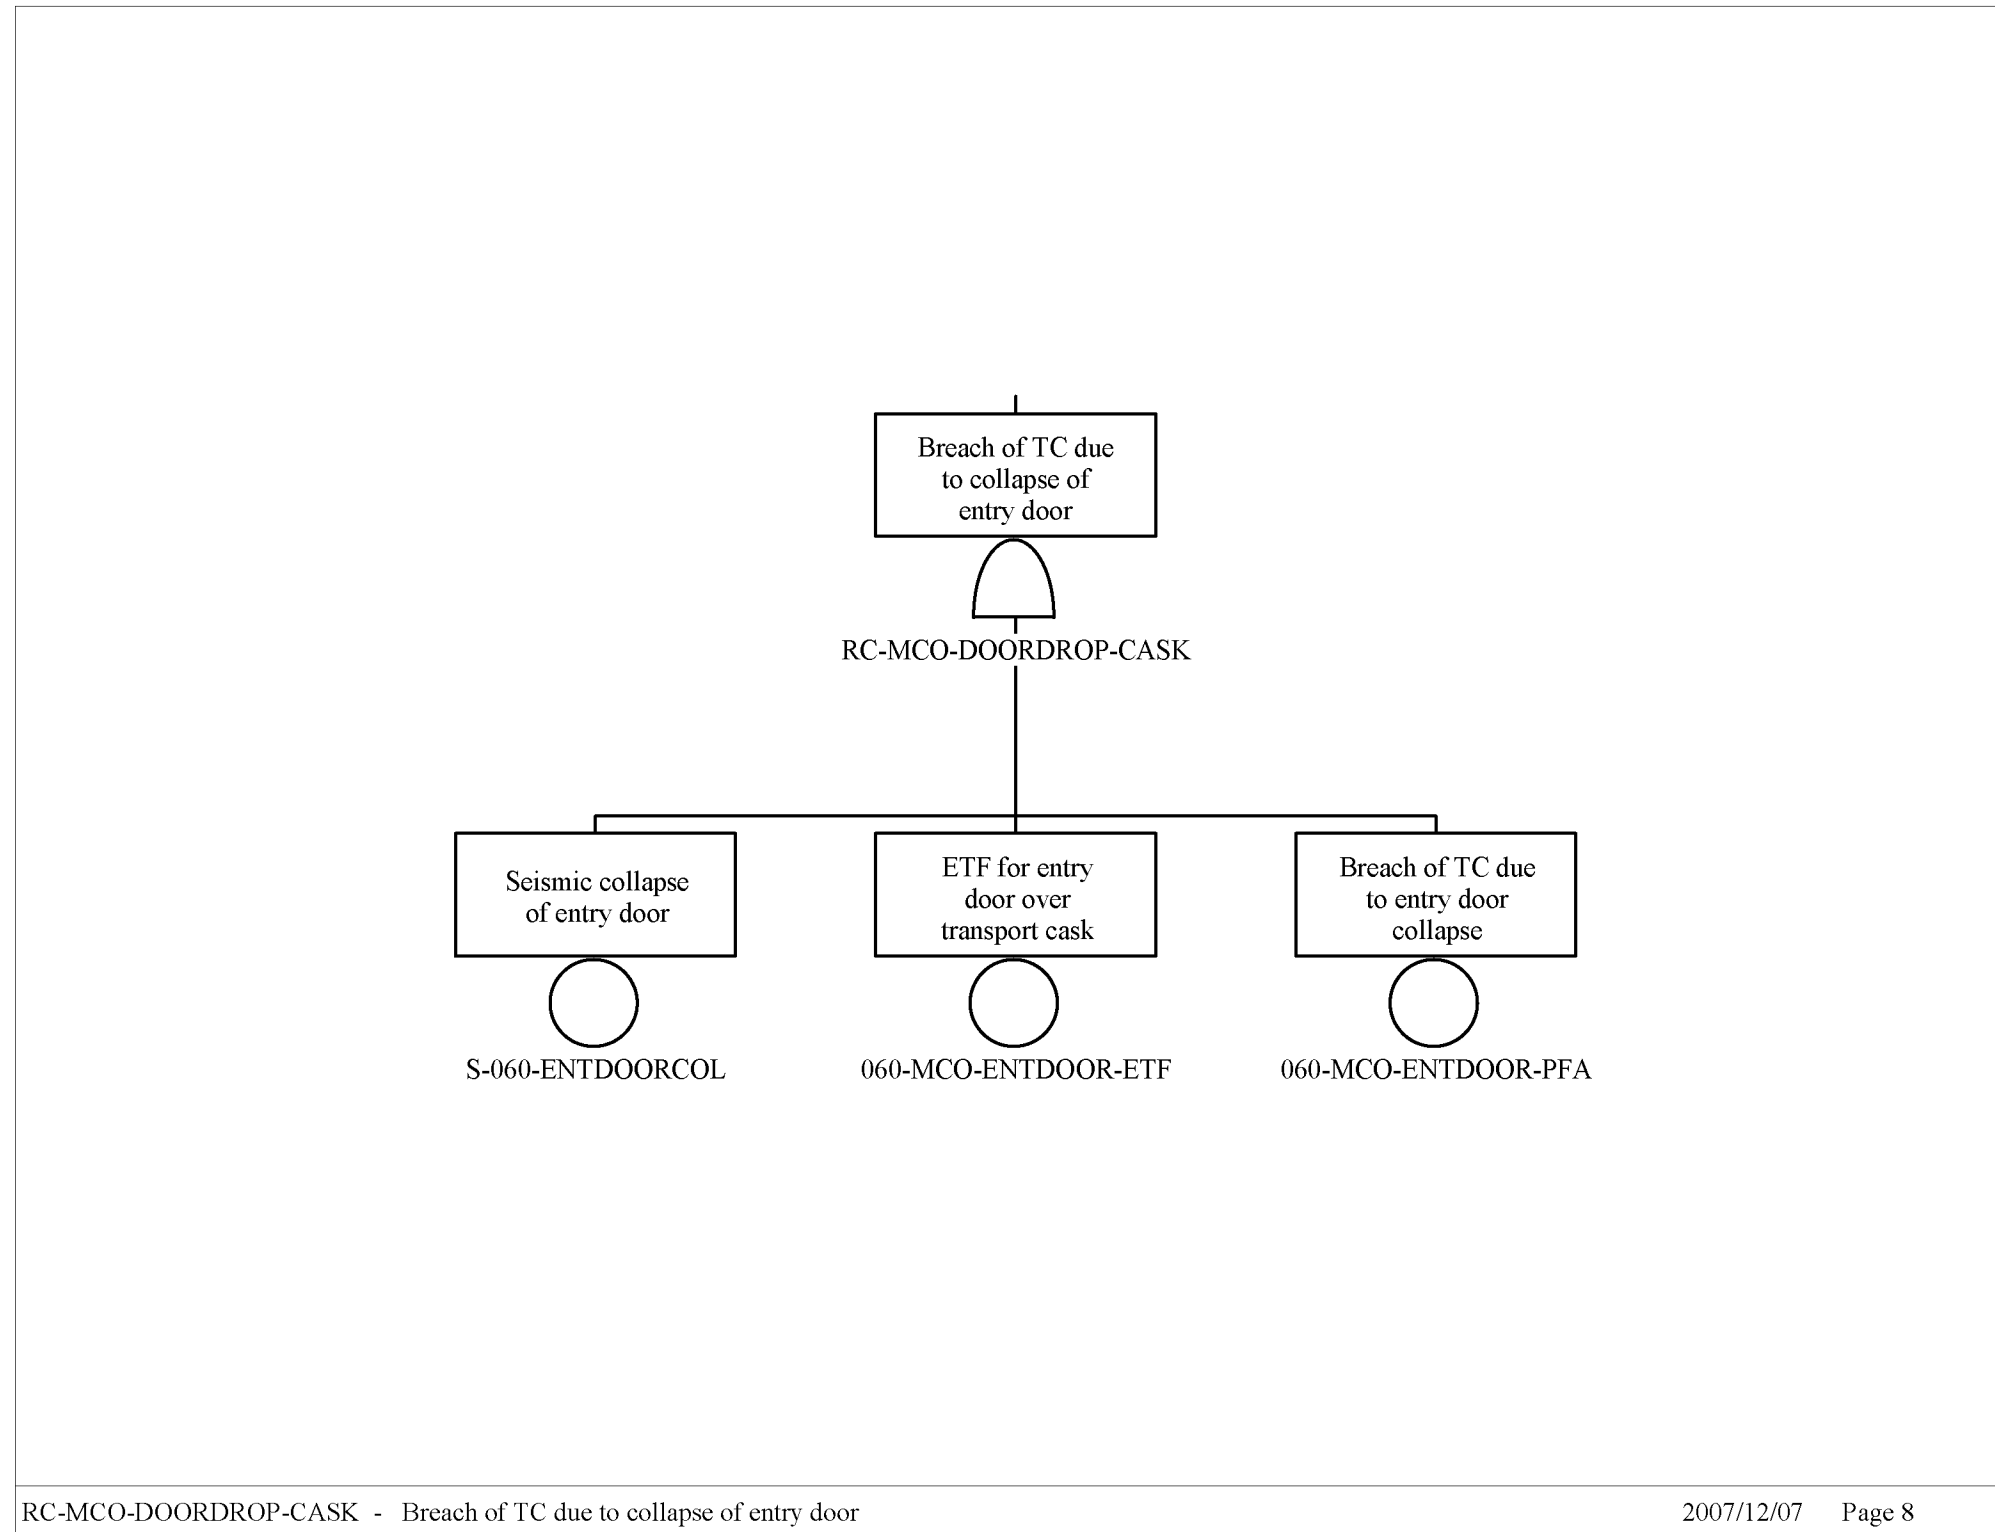 Breach of TC due
to collapse of
entry door
RC-MCO-DOORDROP-CASK
Seismic collapse
of entry door
S-060-ENTDOORCOL
ETF for entry
door over
transport cask
060-MCO-ENTDOOR-ETF
Breach of TC due
to entry door
collapse
060-MCO-ENTDOOR-PFA
RC-MCO-DOORDROP-CASK - Breach of TC due to collapse of entry door
2007/12/07 Page 8